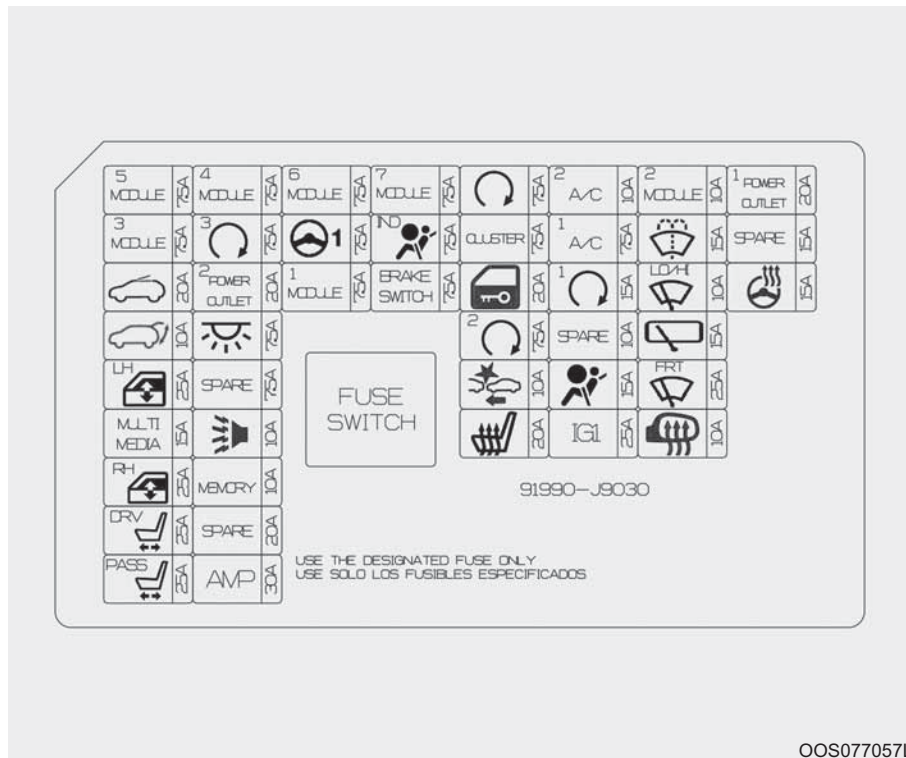 5 MODULE 7.5A 4 MODULE 7.5A 6 MODULE 7.5A 7 MODULE 7.5A 7.5A 2 A/C 10A 2 MODULE 10A 1 POWER OUTLET 20A
3 MODULE 7.5A 3 7.5A 1 7.5A IND 7.5A CLUSTER 7.5A 1 A/C 7.5A 15A SPARE 15A
20A 2 POWER OUTLET 20A 1 MODULE 7.5A BRAKE SWITCH 7.5A 20A 1 15A LO/HI 10A 15A
10A 7.5A 2 7.5A SPARE 10A 15A
LH 25A SPARE 7.5A 10A 15A FRT 25A
MULTI MEDIA 15A 10A FUSE SWITCH 20A IG1 25A 10A
RH 25A MEMORY 10A
91990-J9030
DRV 25A SPARE 20A
PASS 25A AMP 30A
USE THE DESIGNATED FUSE ONLY
USE SOLO LOS FUSIBLES ESPECIFICADOS
OOS077057L